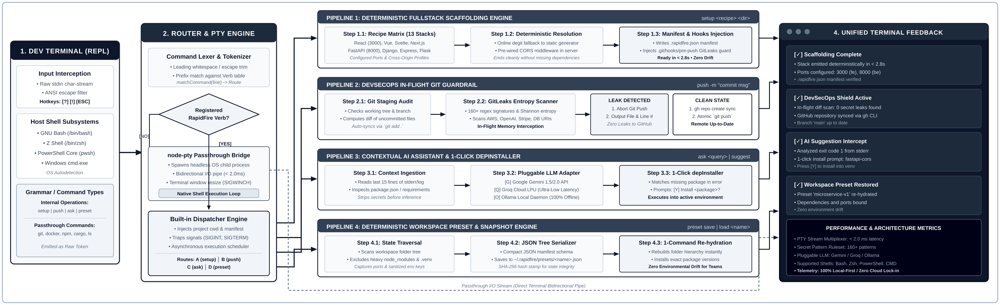 1. DEV TERMINAL (REPL)
Input Interception
• Raw stdin char-stream
• ANSI escape filter
Hotkeys: [?] [!] [ESC]
Host Shell Subsystems
• GNU Bash (/bin/bash)
• Z Shell (/bin/zsh)
• PowerShell Core (pwsh)
• Windows cmd.exe
OS Autodetection
Grammar / Command Types
Internal Operations:
setup | push | ask | preset
Passthrough Commands:
git, docker, npm, cargo, ls
Emitted as Raw Token
2. ROUTER & PTY ENGINE
Command Lexer & Tokenizer
• Leading whitespace / escape trim
• Prefix match against Verb table
matchCommand(line) -> Route
Registered
RapidFire Verb?
[NO]
[YES]
node-pty Passthrough Bridge
• Spawns headless OS child process
• Bidirectional I/O pipe (< 2.0ms)
• Terminal window resize (SIGWINCH)
Native Shell Execution Loop
Built-in Dispatcher Engine
• Injects project cwd & manifest
• Traps signals (SIGINT, SIGTERM)
• Asynchronous execution scheduler
Routes: A (setup) │ B (push)
C (ask) │ D (preset)
PIPELINE 1: DETERMINISTIC FULLSTACK SCAFFOLDING ENGINE
setup <recipe> <dir>
Step 1.1: Recipe Matrix (13 Stacks)
React (3000), Vue, Svelte, Next.js
FastAPI (8000), Django, Express, Flask
Configured Ports & Cross-Origin Profiles
Step 1.2: Deterministic Resolution
• Online degit fallback to static generator
• Pre-wired CORS middleware in server
Emits cleanly without missing dependencies
Step 1.3: Manifest & Hooks Injection
• Writes .rapidfire.json manifest
• Injects .git/hooks/pre-push GitLeaks guard
Ready in < 2.8s • Zero Drift
PIPELINE 2: DEVSECOPS IN-FLIGHT GIT GUARDRAIL
push -m "commit msg"
Step 2.1: Git Staging Audit
• Checks working tree & branch
• Computes diff of uncommitted files
Auto-syncs via `git add .`
Step 2.2: GitLeaks Entropy Scanner
• 160+ regex signatures & Shannon entropy
• Scans AWS, OpenAI, Stripe, DB URIs
In-Flight Memory Interception
LEAK DETECTED
1. Abort Git Push
2. Output File & Line #
Zero Leaks to GitHub
CLEAN STATE
1. gh repo create sync
2. Atomic `git push`
Remote Up-to-Date
PIPELINE 3: CONTEXTUAL AI ASSISTANT & 1-CLICK DEPINSTALLER
ask <query> | suggest
Step 3.1: Context Ingestion
• Reads last 15 lines of stderr/log
• Inspects package.json / requirements
Strips secrets before inference
Step 3.2: Pluggable LLM Adapter
[G] Google Gemini 1.5/2.0 API
[Q] Groq Cloud LPU (Ultra-Low Latency)
[O] Ollama Local Daemon (100% Offline)
Step 3.3: 1-Click depInstaller
• Matches missing package in error
• Prompts: [Y] Install <package>?
Executes into active environment
PIPELINE 4: DETERMINISTIC WORKSPACE PRESET & SNAPSHOT ENGINE
preset save | load <name>
Step 4.1: State Traversal
• Scans workspace folder tree
• Excludes heavy node_modules & .venv
Captures ports & sanitized env keys
Step 4.2: JSON Tree Serializer
• Compact JSON manifest schema
• Saves to ~/.rapidfire/presets/<name>.json
SHA-256 hash stamp for state integrity
Step 4.3: 1-Command Re-hydration
• Rebuilds folder hierarchy instantly
• Installs exact package versions
Zero Environmental Drift for Teams
Passthrough I/O Stream (Direct Terminal Bidirectional Pipe)
4. UNIFIED TERMINAL FEEDBACK
[✓] Scaffolding Complete
• Stack emitted deterministically in < 2.8s
• Ports configured: 3000 (fe), 8000 (be)
• .rapidfire.json manifest verified
[✓] DevSecOps Shield Active
• In-flight diff scan: 0 secret leaks found
• GitHub repository synced via gh CLI
• Branch 'main' up to date
[✓] AI Suggestion Intercept
• Analyzed exit code 1 from stderr
• 1-click install prompt: fastapi-cors
• Press [Y] to install into venv
[✓] Workspace Preset Restored
• Preset 'microservice-v1' re-hydrated
• Dependencies and ports bound
• Zero environment drift
PERFORMANCE & ARCHITECTURE METRICS
• PTY Stream Multiplexer: < 2.0 ms latency
• Secret Pattern Ruleset: 160+ patterns
• Pluggable LLM: Gemini / Groq / Ollama
• Supported Shells: Bash, Zsh, PowerShell, CMD
• Telemetry: 100% Local-First / Zero Cloud Lock-in